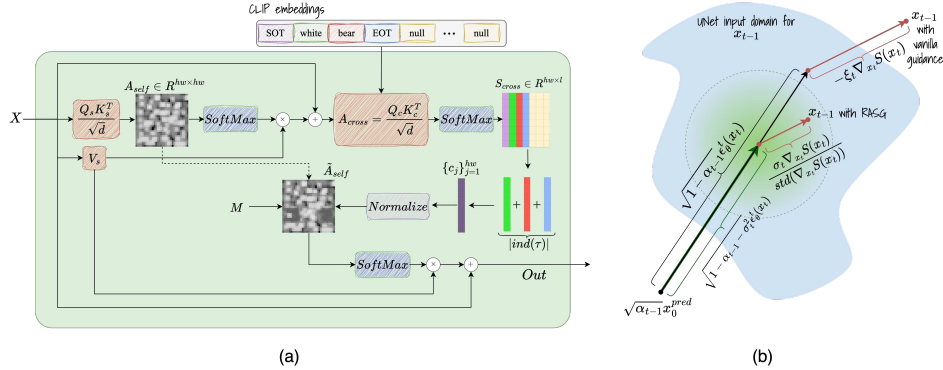 CLIP embeddings
SOT white bear EOT null ... null
X
Q_s K_s^T / √d
A_self ∈ R^{hw×hw}
SoftMax
×
+
A_cross = Q_c K_c^T / √d
SoftMax
S_cross ∈ R^{hw×l}
V_s
Ã_self
M
Normalize
{c_j}_{j=1}^{hw}
+ +
|ind(τ)|
SoftMax
×
+
Out
(a)
UNet input domain for
x_{t−1}
x_{t−1}
with
vanilla
guidance
−ξ_t ∇_{x_t} S(x_t)
x_{t−1} with RASG
σ_t ∇_{x_t} S(x_t) / std(∇_{x_t} S(x_t))
√(1 − α_{t−1}) ϵ_θ^t(x_t)
√(1 − α_{t−1} − σ_t^2) ϵ_θ^t(x_t)
√α_{t−1} x_0^{pred}
(b)